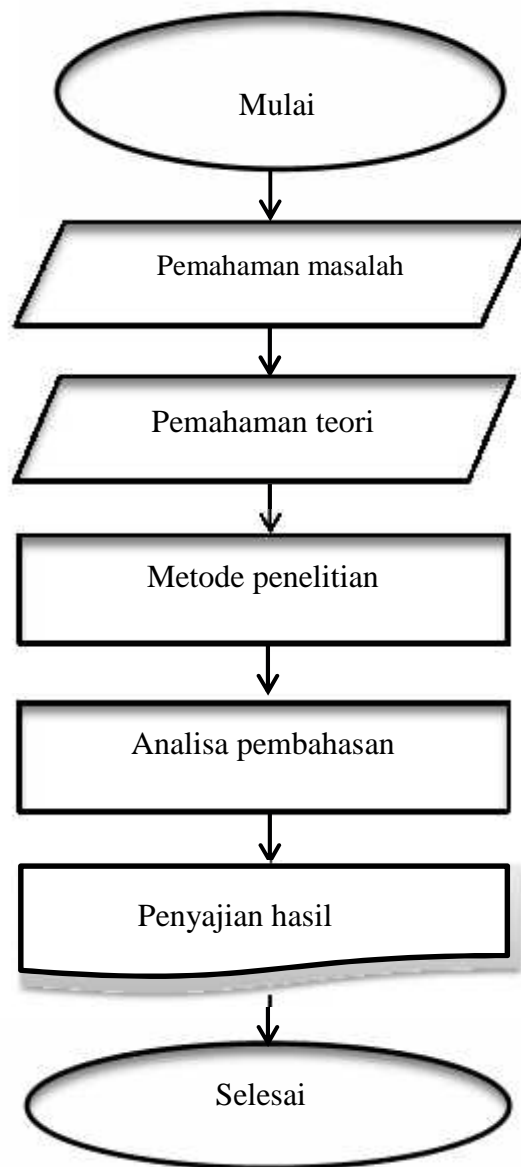 Mulai
Pemahaman masalah
Pemahaman teori
Metode penelitian
Analisa pembahasan
Penyajian hasil
Selesai